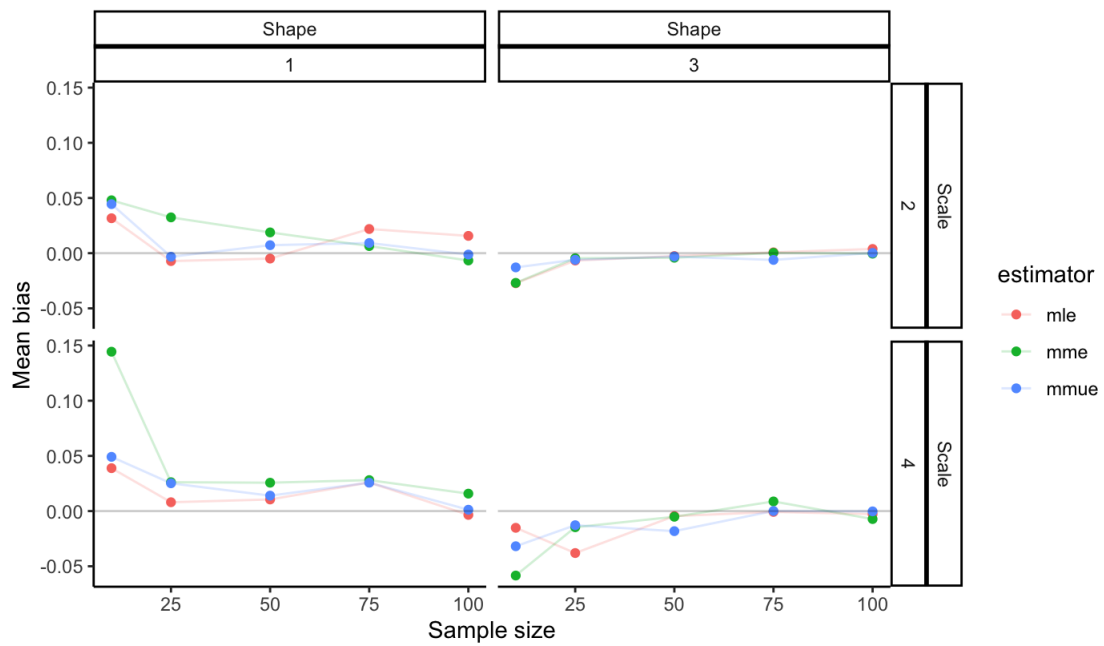 Shape Shape
1 3
0.15
0.10
0.05
0.00
-0.05
2 Scale
0.15
0.10
0.05
0.00
-0.05
4 Scale
Mean bias
25 50 75 100 25 50 75 100
Sample size
estimator
mle
mme
mmue